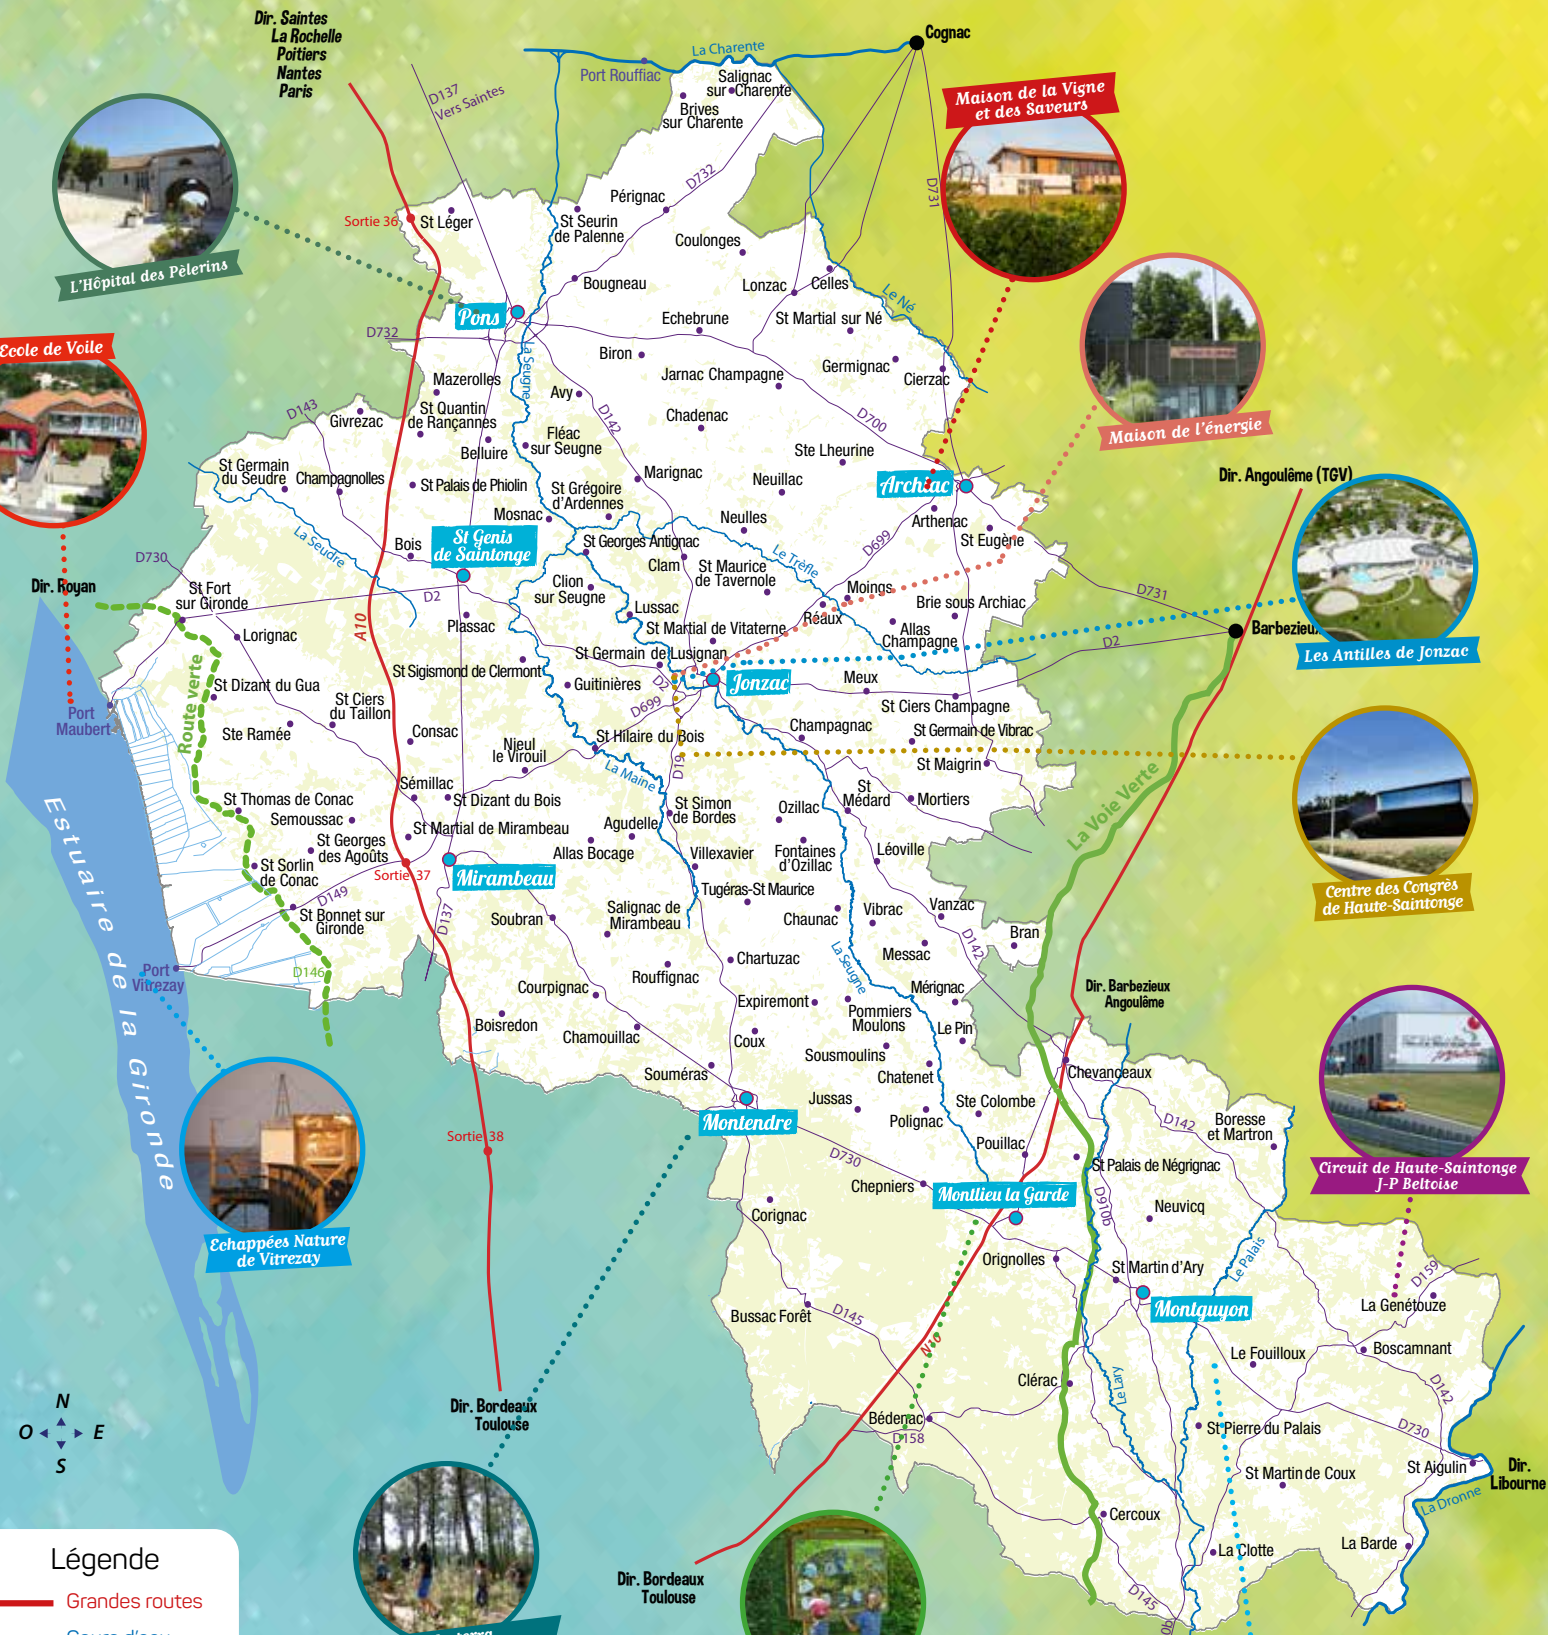 Dir. Saintes
La Rochelle
Poitiers
Nantes
Paris
D137
Vers Saintes
La Charente
Port Rouffiac
Cognac
Salignac
sur Charente
Brives
sur Charente
Maison de la Vigne
et des Saveurs
L'Hôpital des Pèlerins
Sortie 36
St Léger
Pérignac
D732
D731
St Seurin
de Palenne
Coulonges
Bougneau
Lonzac
Celles
Le Né
Pons
Echebrune
St Martial sur Né
D732
La Seugne
Biron
Jarnac Champagne
Germignac
Cierzac
Ecole de Voile
Maison de l'énergie
Mazerolles
Avy
D143
Givrezac
St Quantin
de Rançannes
D142
Chadenac
D700
Belluire
Fléac
sur Seugne
Ste Lheurine
St Germain
du Seudre
Champagnolles
St Palais de Phiolin
Marignac
Neuillac
Archiac
Dir. Angoulême (TGV)
St Grégoire
d'Ardennes
Mosnac
Neulles
Arthenac
St Eugène
La Seudre
Bois
St Genis
de Saintonge
St Georges Antignac
D699
D730
Clam
St Maurice
de Tavernole
Le Trèfle
Dir. Royan
St Fort
sur Gironde
D2
Clion
sur Seugne
Moings
D731
Lussac
Réaux
Brie sous Archiac
Barbezieux
Lorignac
A10
Plassac
St Martial de Vitaterne
Allas
Champagne
D2
Les Antilles de Jonzac
St Germain de Lusignan
St Sigismond de Clermont
Route verte
St Dizant du Gua
Guitinières
D2
Jonzac
Meux
Port
Maubert
St Ciers
du Taillon
D699
St Ciers Champagne
Ste Ramée
Consac
Nieul
le Virouil
St Hilaire du Bois
Champagnac
St Germain de Vibrac
D19
St Maigrin
La Maine
Sémillac
La Voie Verte
St Thomas de Conac
St Dizant du Bois
St Simon
de Bordes
Ozillac
St
Médard
Mortiers
Semoussac
St Martial de Mirambeau
Agudelle
Estuaire de la Gironde
St Georges
des Agoûts
Allas Bocage
Villexavier
Fontaines
d'Ozillac
Léoville
St Sorlin
de Conac
Sortie 37
Mirambeau
Centre des Congrès
de Haute-Saintonge
D149
Tugéras-St Maurice
St Bonnet sur
Gironde
D137
Soubran
Salignac de
Mirambeau
Chaunac
Vibrac
Vanzac
Bran
D142
Port
Vitrezay
D146
Chartuzac
La Seugne
Messac
Rouffignac
Courpignac
Expiremont
Mérignac
Dir. Barbezieux
Angoulême
Boisredon
Chamouillac
Coux
Pommiers
Moulons
Le Pin
Sousmoulins
Souméras
Chatenet
Chevanceaux
Jussas
Ste Colombe
Montendre
Polignac
D142
Boresse
et Martron
Sortie 38
D730
Pouillac
Chepniers
St Palais de Négrignac
Circuit de Haute-Saintonge
J-P Beltoise
Montlieu la Garde
D910b
Neuvicq
Corignac
Echappées Nature
de Vitrezay
Orignolles
Le Palais
St Martin d'Ary
D159
Montguyon
La Genétouze
Bussac Forêt
D145
N10
Le Fouilloux
Boscamnant
Clérac
Le Lary
D142
N
O
E
S
Dir. Bordeaux
Toulouse
Bédenac
D158
St Pierre du Palais
D730
St Martin de Coux
St Aigulin
Dir.
Libourne
La Dronne
Cercoux
La Clotte
La Barde
Légende
Dir. Bordeaux
Toulouse
D145
Grandes routes